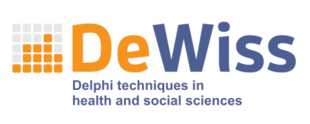 DeWiss
Delphi techniques in
health and social sciences